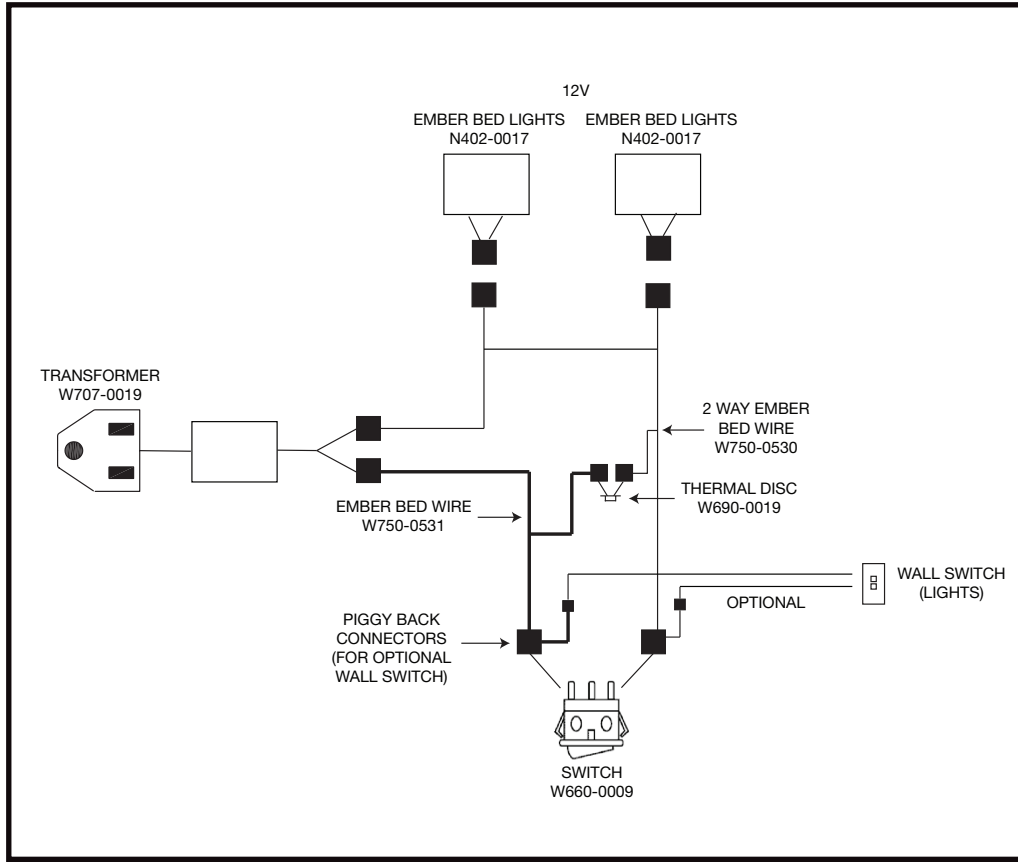 12V
EMBER BED LIGHTS
N402-0017
EMBER BED LIGHTS
N402-0017
TRANSFORMER
W707-0019
2 WAY EMBER
BED WIRE
W750-0530
THERMAL DISC
W690-0019
EMBER BED WIRE
W750-0531
WALL SWITCH
(LIGHTS)
OPTIONAL
PIGGY BACK
CONNECTORS
(FOR OPTIONAL
WALL SWITCH)
SWITCH
W660-0009